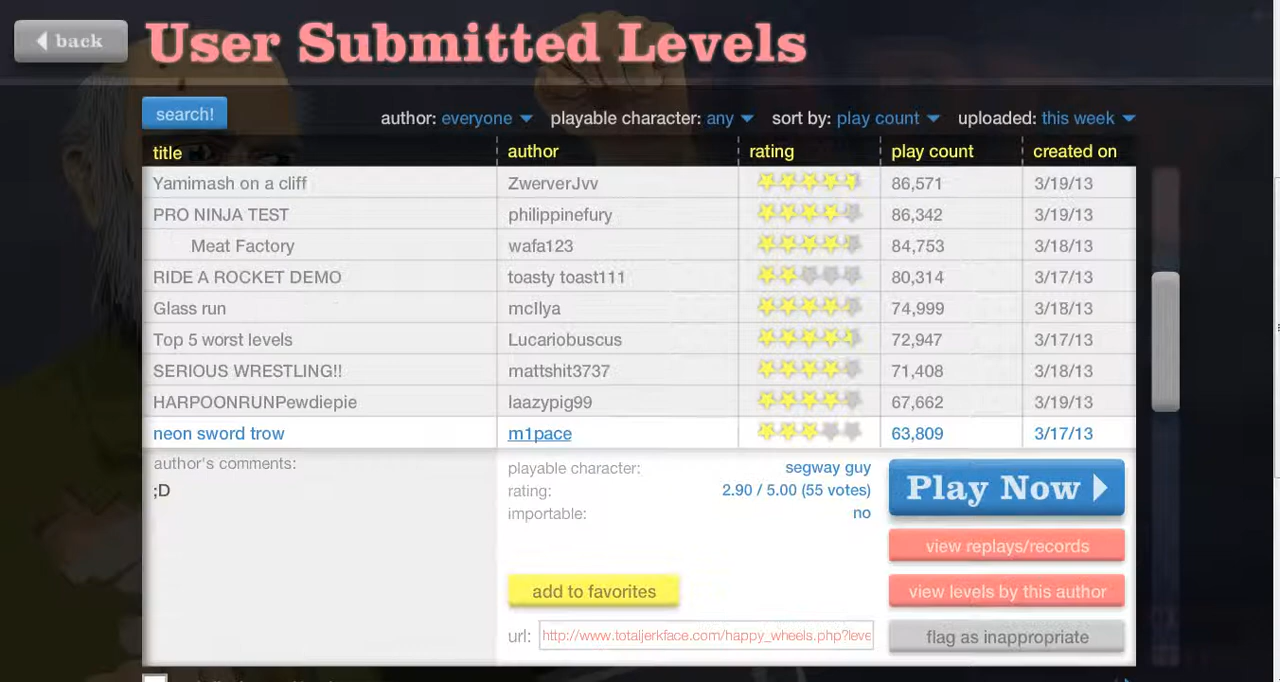 back
User Submitted Levels
search!
author: everyone playable character: any sort by: play count uploaded: this week
title author rating play count created on
Yamimash on a cliff ZwerverJvv 86,571 3/19/13
PRO NINJA TEST philippinefury 86,342 3/19/13
Meat Factory wafa123 84,753 3/18/13
RIDE A ROCKET DEMO toasty toast111 80,314 3/17/13
Glass run mcIlya 74,999 3/18/13
Top 5 worst levels Lucariobuscus 72,947 3/18/13
SERIOUS WRESTLING!! mattshit3737 71,408 3/18/13
HARPOONRUNPewdiepie laazypig99 67,662 3/19/13
neon sword trow m1pace 63,809 3/17/13
author's comments:
;D
playable character: segway guy
rating: 2.90 / 5.00 (55 votes)
importable: no
add to favorites
url: http://www.totaljerkface.com/happy_wheels.php?leve
Play Now
view replays/records
view levels by this author
flag as inappropriate